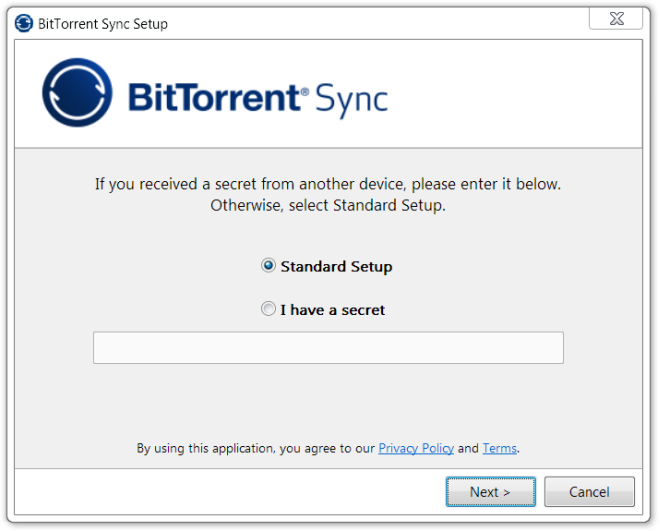 BitTorrent Sync Setup
BitTorrent® Sync
If you received a secret from another device, please enter it below.
Otherwise, select Standard Setup.
Standard Setup
I have a secret
By using this application, you agree to our Privacy Policy and Terms.
Next >
Cancel